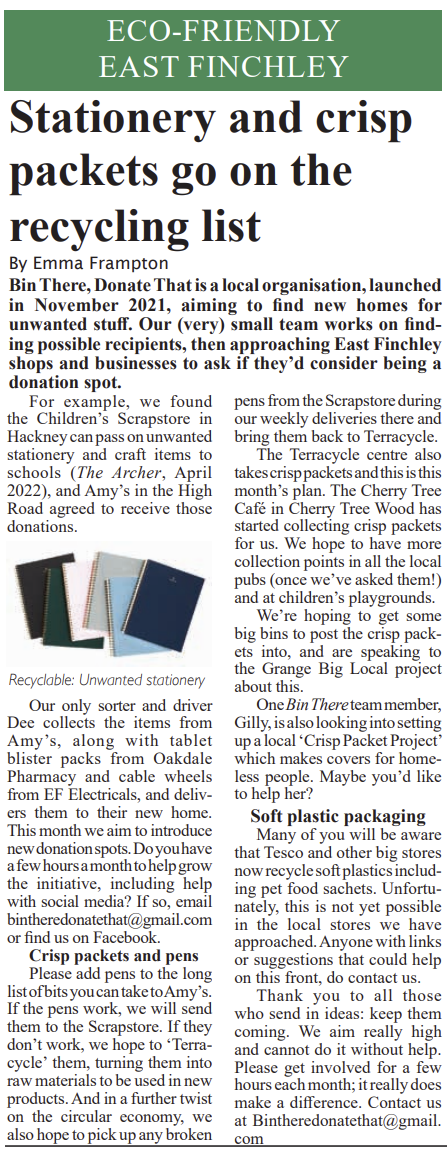 ECO-FRIENDLY
EAST FINCHLEY
Stationery and crisp
packets go on the
recycling list
By Emma Frampton
Bin There, Donate That is a local organisation, launched
in November 2021, aiming to find new homes for
unwanted stuff. Our (very) small team works on find-
ing possible recipients, then approaching East Finchley
shops and businesses to ask if they'd consider being a
donation spot.
For example, we found
the Children's Scrapstore in
Hackney can pass on unwanted
stationery and craft items to
schools (The Archer, April
2022), and Amy's in the High
Road agreed to receive those
donations.
Recyclable: Unwanted stationery
Our only sorter and driver
Dee collects the items from
Amy's, along with tablet
blister packs from Oakdale
Pharmacy and cable wheels
from EF Electricals, and deliv-
ers them to their new home.
This month we aim to introduce
new donation spots. Do you have
a few hours a month to help grow
the initiative, including help
with social media? If so, email
bintheredonatethat@gmail.com
or find us on Facebook.
Crisp packets and pens
Please add pens to the long
list of bits you can take to Amy's.
If the pens work, we will send
them to the Scrapstore. If they
don't work, we hope to 'Terra-
cycle' them, turning them into
raw materials to be used in new
products. And in a further twist
on the circular economy, we
also hope to pick up any broken
pens from the Scrapstore during
our weekly deliveries there and
bring them back to Terracycle.
The Terracycle centre also
takes crisp packets and this is this
month's plan. The Cherry Tree
Café in Cherry Tree Wood has
started collecting crisp packets
for us. We hope to have more
collection points in all the local
pubs (once we've asked them!)
and at children's playgrounds.
We're hoping to get some
big bins to post the crisp pack-
ets into, and are speaking to
the Grange Big Local project
about this.
One Bin There team member,
Gilly, is also looking into setting
up a local 'Crisp Packet Project'
which makes covers for home-
less people. Maybe you'd like
to help her?
Soft plastic packaging
Many of you will be aware
that Tesco and other big stores
now recycle soft plastics includ-
ing pet food sachets. Unfortu-
nately, this is not yet possible
in the local stores we have
approached. Anyone with links
or suggestions that could help
on this front, do contact us.
Thank you to all those
who send in ideas: keep them
coming. We aim really high
and cannot do it without help.
Please get involved for a few
hours each month; it really does
make a difference. Contact us
at Bintheredonatethat@gmail.
com